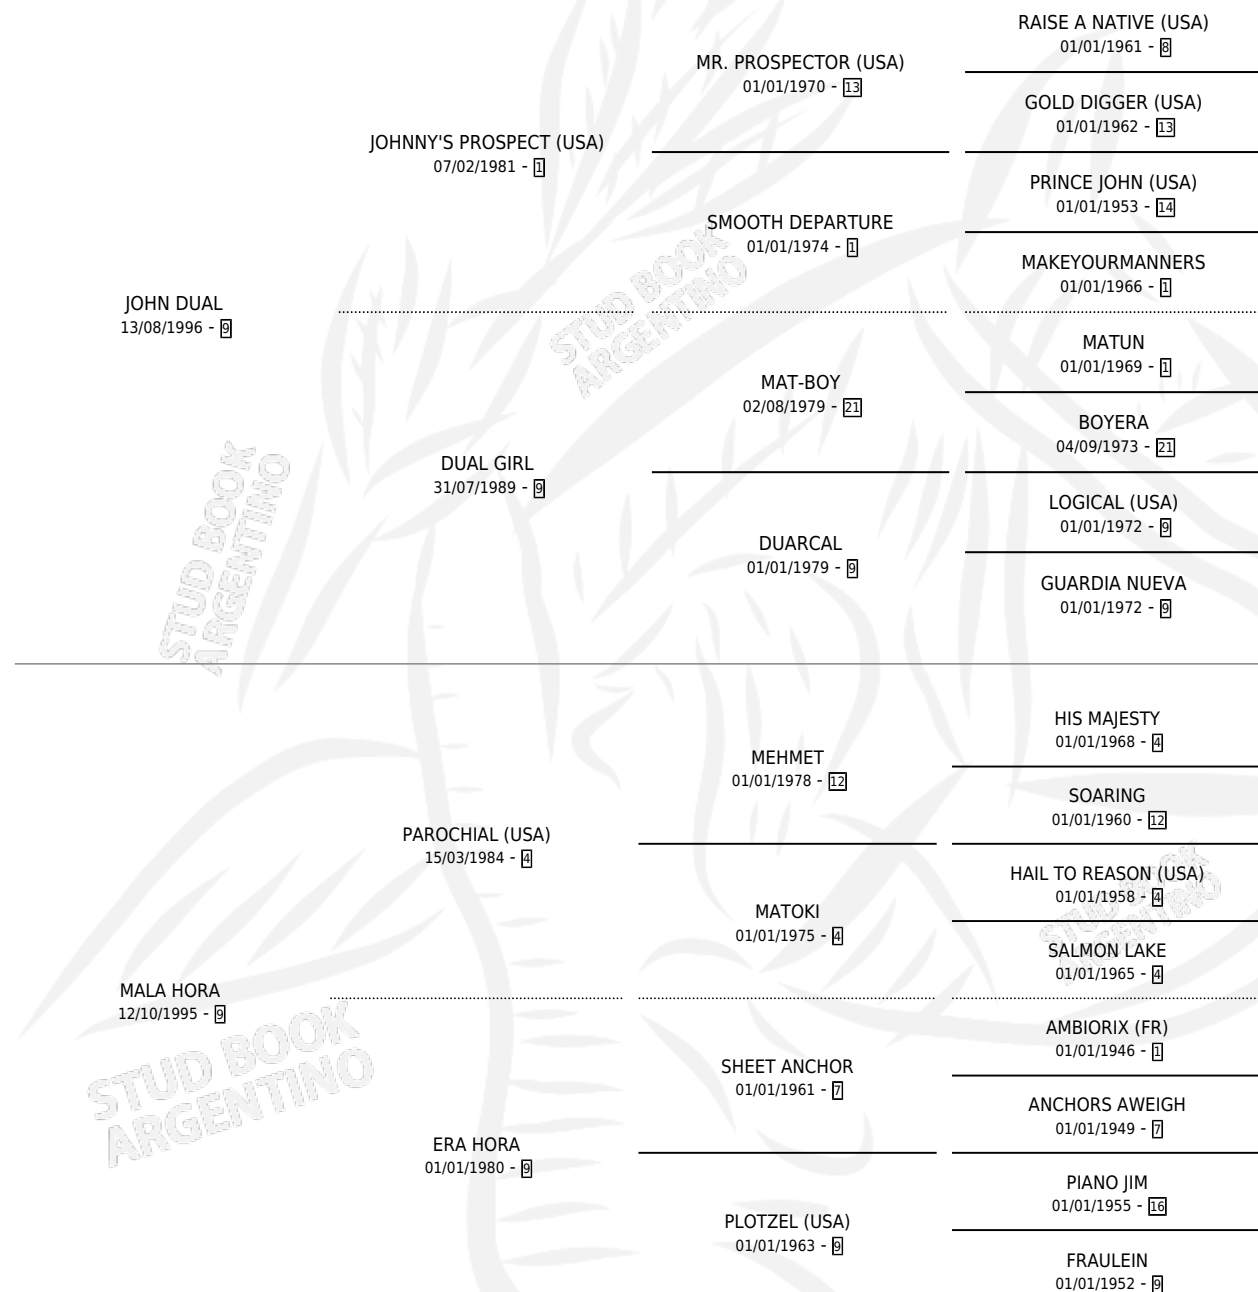 RAISE A NATIVE (USA)
01/01/1961 - 8
MR. PROSPECTOR (USA)
01/01/1970 - 13
GOLD DIGGER (USA)
01/01/1962 - 13
JOHNNY'S PROSPECT (USA)
07/02/1981 - 1
PRINCE JOHN (USA)
01/01/1953 - 14
SMOOTH DEPARTURE
01/01/1974 - 1
MAKEYOURMANNERS
01/01/1966 - 1
JOHN DUAL
13/08/1996 - 9
MATUN
01/01/1969 - 1
MAT-BOY
02/08/1979 - 21
BOYERA
04/09/1973 - 21
DUAL GIRL
31/07/1989 - 9
LOGICAL (USA)
01/01/1972 - 9
DUARCAL
01/01/1979 - 9
GUARDIA NUEVA
01/01/1972 - 9
HIS MAJESTY
01/01/1968 - 4
MEHMET
01/01/1978 - 12
SOARING
01/01/1960 - 12
PAROCHIAL (USA)
15/03/1984 - 4
HAIL TO REASON (USA)
01/01/1958 - 4
MATOKI
01/01/1975 - 4
SALMON LAKE
01/01/1965 - 4
MALA HORA
12/10/1995 - 9
AMBIORIX (FR)
01/01/1946 - 1
SHEET ANCHOR
01/01/1961 - 7
ANCHORS AWEIGH
01/01/1949 - 7
ERA HORA
01/01/1980 - 9
PIANO JIM
01/01/1955 - 16
PLOTZEL (USA)
01/01/1963 - 9
FRAULEIN
01/01/1952 - 9
STUD BOOK
ARGENTINO
STUD BOOK
ARGENTINO
STUD BOOK
ARGENTINO
STUD BOOK
ARGENTINO